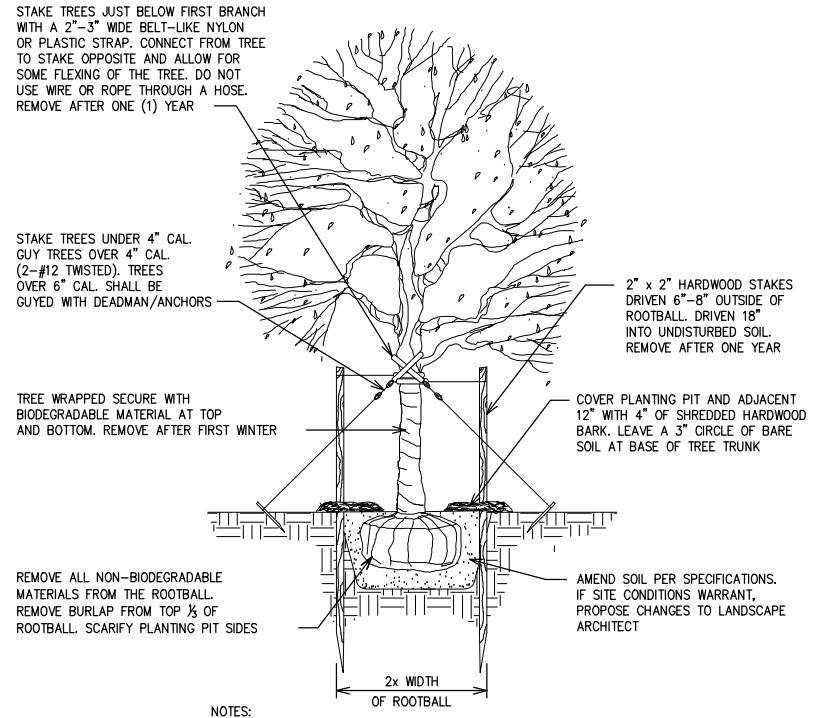 STAKE TREES JUST BELOW FIRST BRANCH
WITH A 2"-3" WIDE BELT-LIKE NYLON
OR PLASTIC STRAP. CONNECT FROM TREE
TO STAKE OPPOSITE AND ALLOW FOR
SOME FLEXING OF THE TREE. DO NOT
USE WIRE OR ROPE THROUGH A HOSE.
REMOVE AFTER ONE (1) YEAR
STAKE TREES UNDER 4" CAL.
GUY TREES OVER 4" CAL.
(2-#12 TWISTED). TREES
OVER 6" CAL. SHALL BE
GUYED WITH DEADMAN/ANCHORS
TREE WRAPPED SECURE WITH
BIODEGRADABLE MATERIAL AT TOP
AND BOTTOM. REMOVE AFTER FIRST WINTER
REMOVE ALL NON-BIODEGRADABLE
MATERIALS FROM THE ROOTBALL.
REMOVE BURLAP FROM TOP ⅓ OF
ROOTBALL. SCARIFY PLANTING PIT SIDES
2" x 2" HARDWOOD STAKES
DRIVEN 6"-8" OUTSIDE OF
ROOTBALL. DRIVEN 18"
INTO UNDISTURBED SOIL.
REMOVE AFTER ONE YEAR
COVER PLANTING PIT AND ADJACENT
12" WITH 4" OF SHREDDED HARDWOOD
BARK. LEAVE A 3" CIRCLE OF BARE
SOIL AT BASE OF TREE TRUNK
AMEND SOIL PER SPECIFICATIONS.
IF SITE CONDITIONS WARRANT,
PROPOSE CHANGES TO LANDSCAPE
ARCHITECT
2x WIDTH
OF ROOTBALL
NOTES: